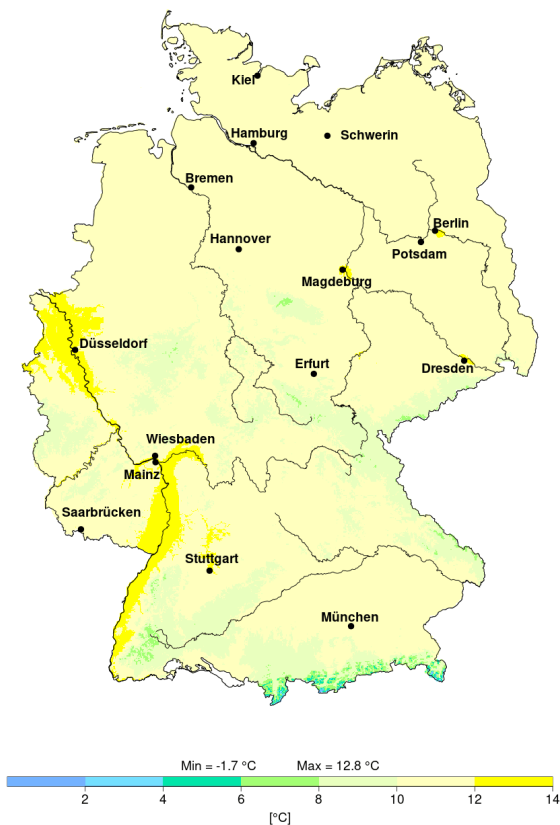 Kiel
Hamburg
Schwerin
Bremen
Berlin
Hannover
Potsdam
Magdeburg
Düsseldorf
Erfurt
Dresden
Wiesbaden
Mainz
Saarbrücken
Stuttgart
München
Min = -1.7 °C Max = 12.8 °C
2 4 6 8 10 12 14
[°C]